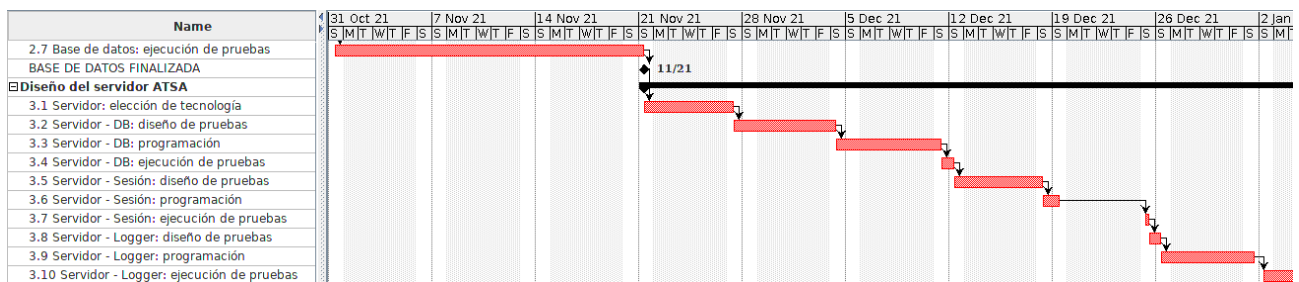 Name
31 Oct 21 7 Nov 21 14 Nov 21 21 Nov 21 28 Nov 21 5 Dec 21 12 Dec 21 19 Dec 21 26 Dec 21 2 Jan
S M T W T F S S M T W T F S S M T W T F S S M T W T F S S M T W T F S S M T W T F S S M T W T F S S M T W T F S S M T W T F S S M T
2.7 Base de datos: ejecución de pruebas
BASE DE DATOS FINALIZADA 11/21
Diseño del servidor ATSA
3.1 Servidor: elección de tecnología
3.2 Servidor - DB: diseño de pruebas
3.3 Servidor - DB: programación
3.4 Servidor - DB: ejecución de pruebas
3.5 Servidor - Sesión: diseño de pruebas
3.6 Servidor - Sesión: programación
3.7 Servidor - Sesión: ejecución de pruebas
3.8 Servidor - Logger: diseño de pruebas
3.9 Servidor - Logger: programación
3.10 Servidor - Logger: ejecución de pruebas